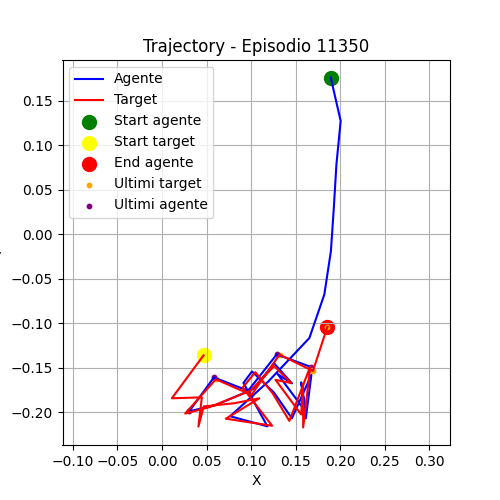 Trajectory - Episodio 11350
Agente
Target
Start agente
Start target
End agente
Ultimi target
Ultimi agente
0.15
0.10
0.05
0.00
−0.05
−0.10
−0.15
−0.20
−0.10 −0.05 0.00 0.05 0.10 0.15 0.20 0.25 0.30
X